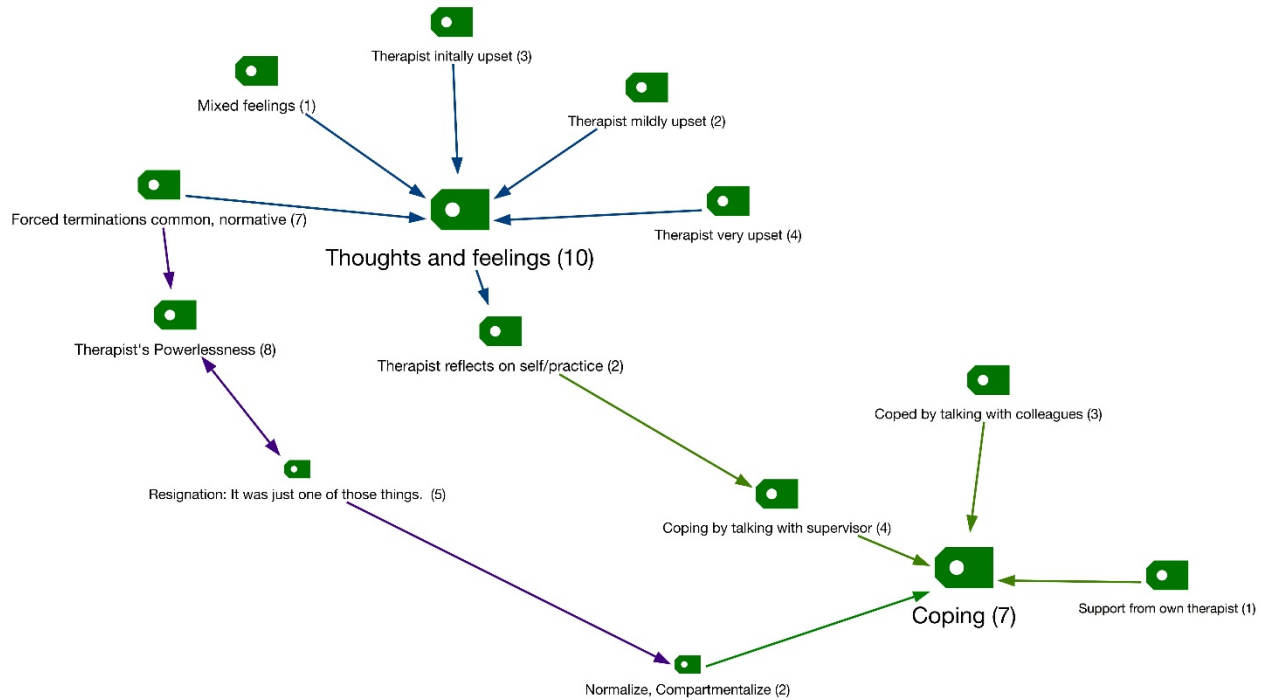 Therapist initally upset (3)
Mixed feelings (1)
Therapist mildly upset (2)
Forced terminations common, normative (7)
Therapist very upset (4)
Thoughts and feelings (10)
Therapist's Powerlessness (8)
Therapist reflects on self/practice (2)
Coped by talking with colleagues (3)
Resignation: It was just one of those things. (5)
Coping by talking with supervisor (4)
Support from own therapist (1)
Coping (7)
Normalize, Compartmentalize (2)